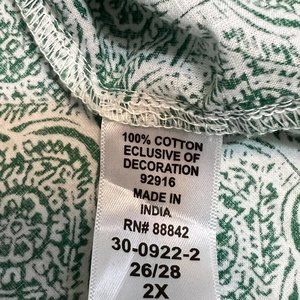 100% COTTON
ECLUSIVE OF
DECORATION
92916
MADE IN
INDIA
RN# 88842
30-0922-2
26/28
2X